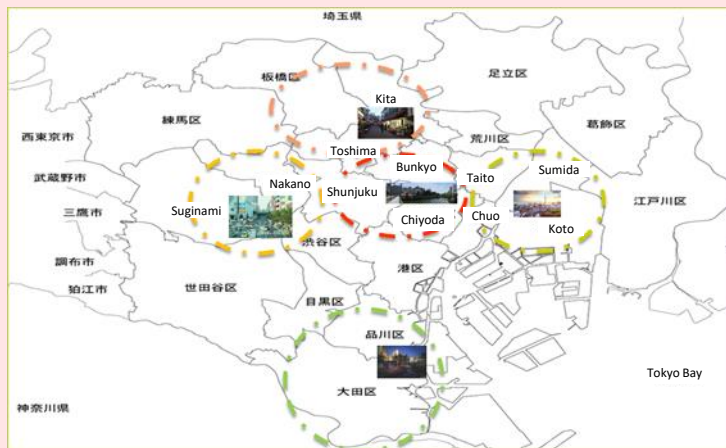 埼玉県
足立区
板橋区
Kita
練馬区
葛飾区
西東京市
荒川区
Toshima
Bunkyo
Taito
Sumida
武蔵野市
Nakano
Shunjuku
江戸川区
三鷹市
Suginami
Chiyoda
Chuo
Koto
渋谷区
調布市
港区
狛江市
世田谷区
目黒区
品川区
Tokyo Bay
大田区
神奈川県